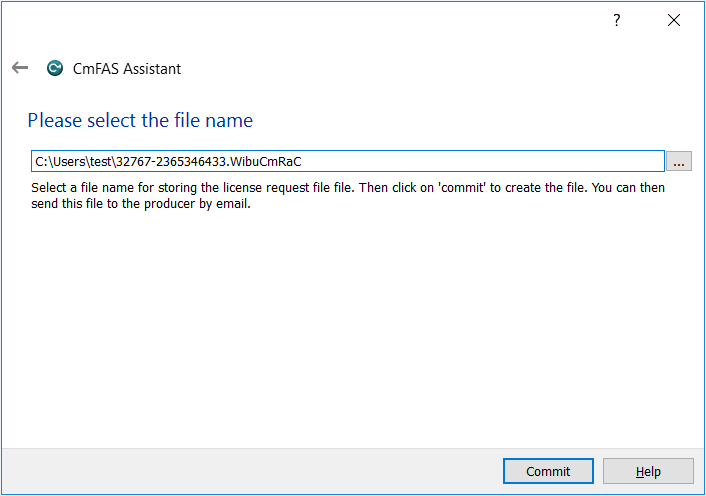 ?
CmFAS Assistant
Please select the file name
C:\Users\test\32767-2365346433.WibuCmRaC
...
Select a file name for storing the license request file file. Then click on 'commit' to create the file. You can then
send this file to the producer by email.
Commit
Help